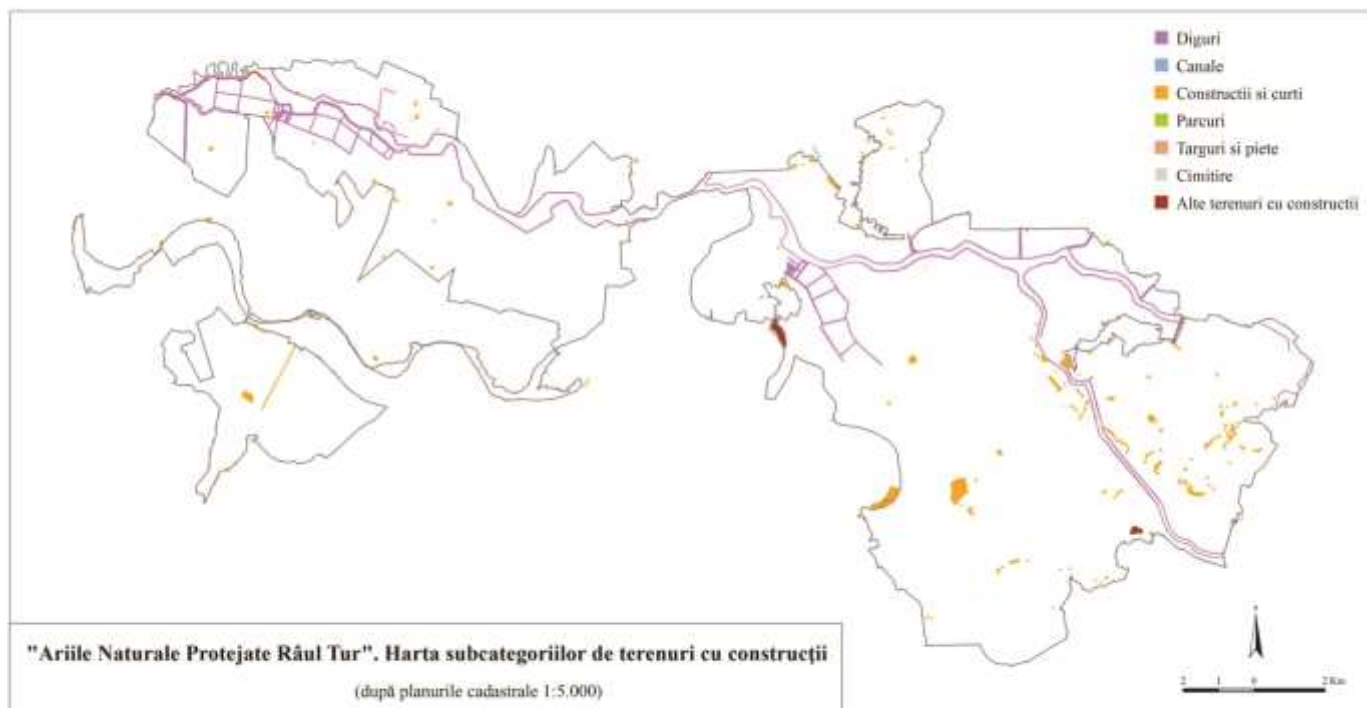 Diguri
Canale
Constructii si curti
Parcuri
Targuri si piete
Cimitire
Alte terenuri cu constructii
"Ariile Naturale Protejate Râul Tur". Harta subcategoriilor de terenuri cu construcţii
(după planurile cadastrale 1:5.000)
2 1 0 2 Km